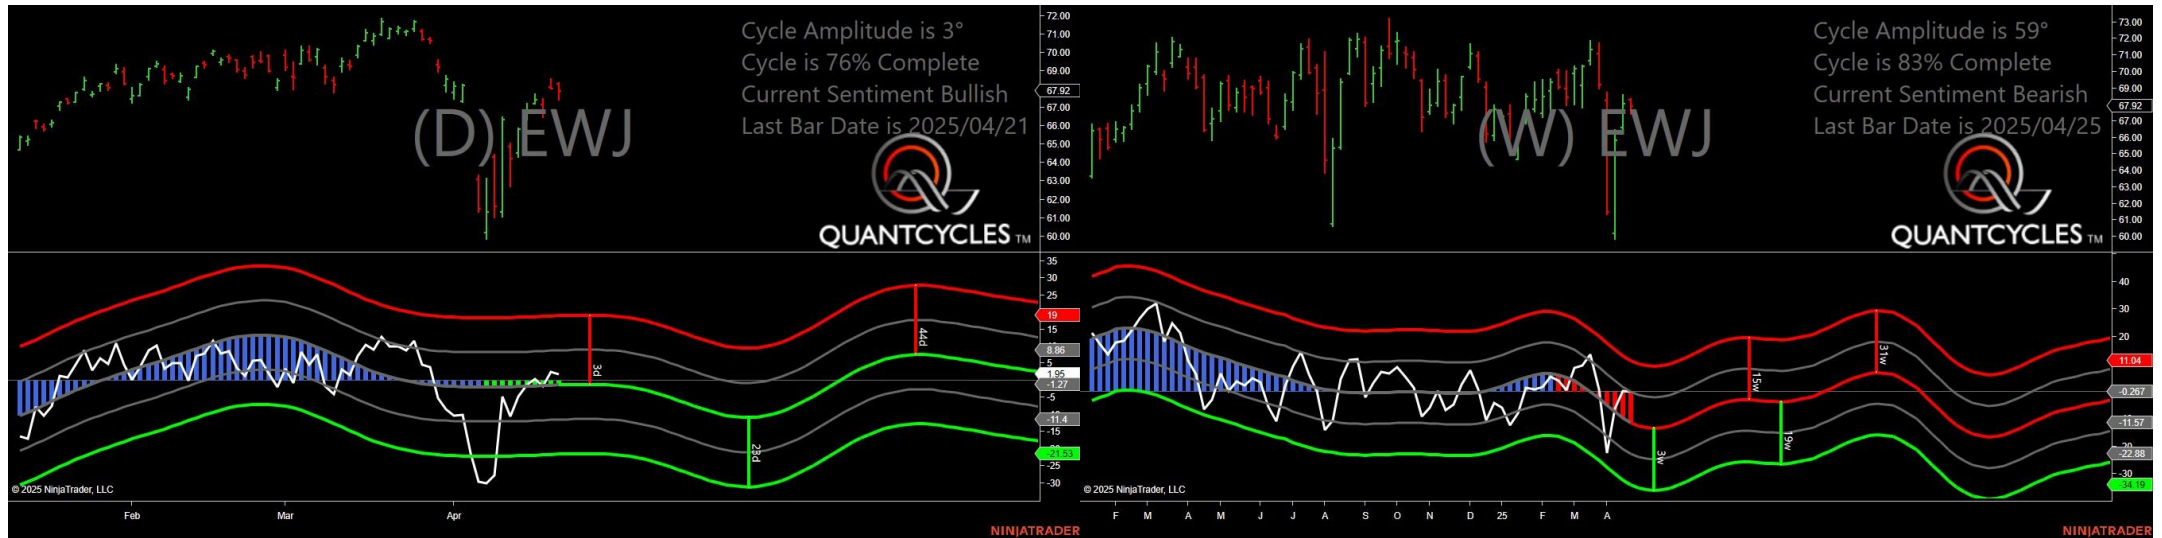 Cycle Amplitude is 3°
Cycle is 76% Complete
Current Sentiment Bullish
Last Bar Date is 2025/04/21
(D) EWJ
QUANTCYCLES TM
72.00
71.00
70.00
69.00
67.92
67.00
66.00
65.00
64.00
63.00
62.00
61.00
60.00
35
30
25
19
15
8.86
5
1.95
-1.27
-5
-11.4
-15
-21.53
-25
-30
3d
23d
44d
© 2025 NinjaTrader, LLC
Feb Mar Apr
NINJATRADER
Cycle Amplitude is 59°
Cycle is 83% Complete
Current Sentiment Bearish
Last Bar Date is 2025/04/25
(W) EWJ
QUANTCYCLES TM
73.00
72.00
71.00
70.00
69.00
67.92
67.00
66.00
65.00
64.00
63.00
62.00
61.00
60.00
40
30
20
11.04
-0.267
-11.57
-20
-22.88
-30
-34.19
3w
15w
19w
31w
© 2025 NinjaTrader, LLC
F M A M J J A S O N D 25 F M A
NINJATRADER